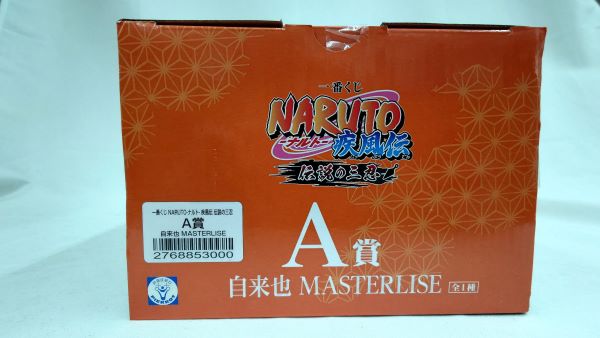 一番くじ
NARUTO
-ナルト-
疾風伝
伝説の三忍
一番くじ NARUTO-ナルト- 疾風伝 伝説の三忍
A賞
自来也 MASTERLISE
2768853000
A賞
自来也 MASTERLISE 全1種